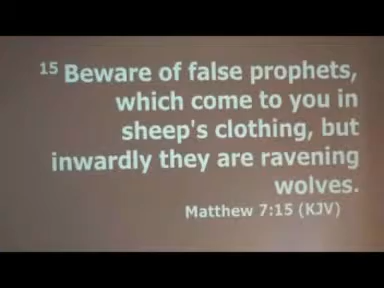 15 Beware of false prophets,
which come to you in
sheep's clothing, but
inwardly they are ravening
wolves.
Matthew 7:15 (KJV)